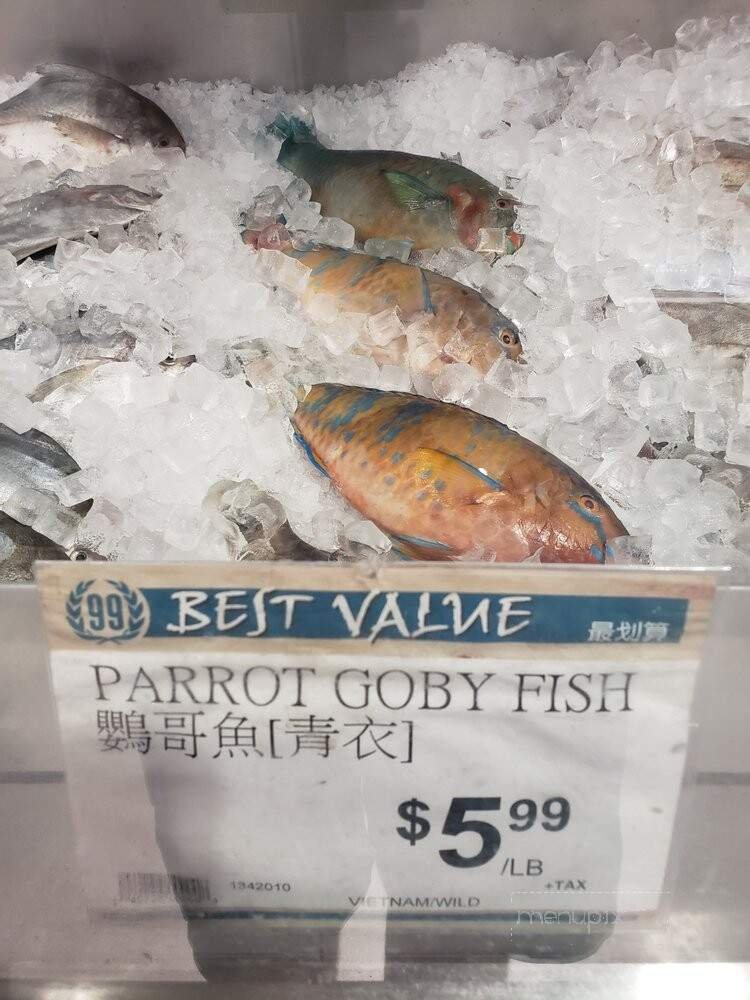 99 BEST VALUE 最划算
PARROT GOBY FISH
鸚哥魚[青衣]
$5.99
/LB
+TAX
1342010
VIETNAM/WILD
menupix